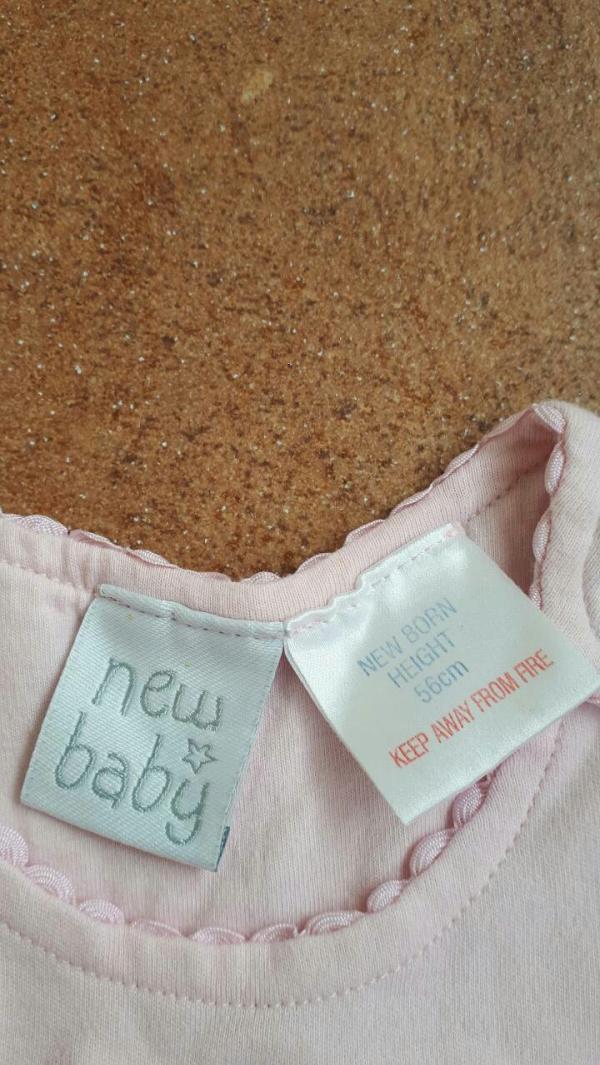 new
baby
NEW BORN
HEIGHT
56cm
KEEP AWAY FROM FIRE